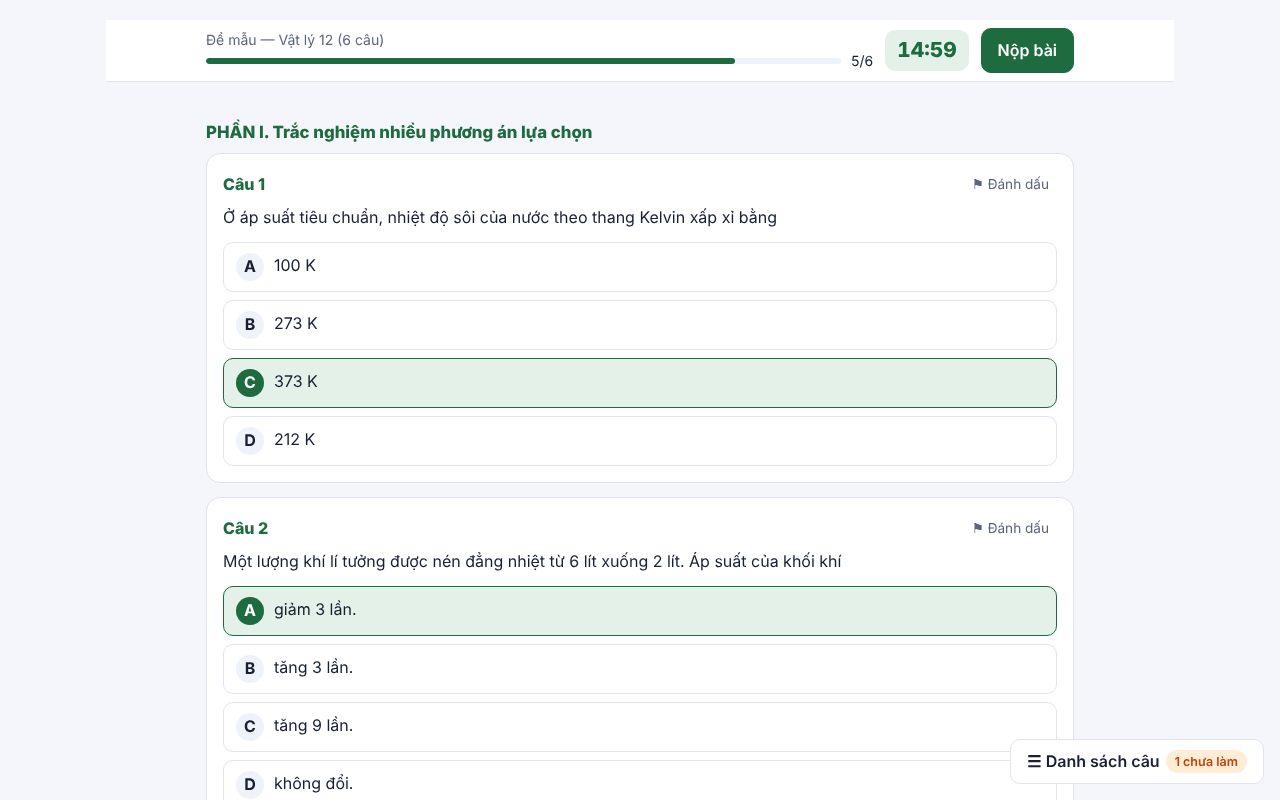 Đề mẫu — Vật lý 12 (6 câu)
5/6
14:59
Nộp bài
PHẦN I. Trắc nghiệm nhiều phương án lựa chọn
Câu 1
⚑ Đánh dấu
Ở áp suất tiêu chuẩn, nhiệt độ sôi của nước theo thang Kelvin xấp xỉ bằng
A 100 K
B 273 K
C 373 K
D 212 K
Câu 2
⚑ Đánh dấu
Một lượng khí lí tưởng được nén đẳng nhiệt từ 6 lít xuống 2 lít. Áp suất của khối khí
A giảm 3 lần.
B tăng 3 lần.
C tăng 9 lần.
D không đổi.
☰ Danh sách câu 1 chưa làm